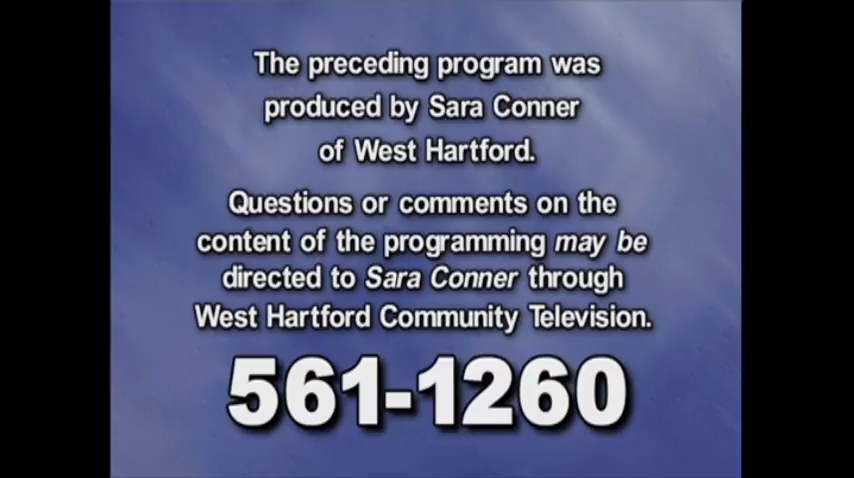 The preceding program was
produced by Sara Conner
of West Hartford.
Questions or comments on the
content of the programming may be
directed to Sara Conner through
West Hartford Community Television.
561-1260